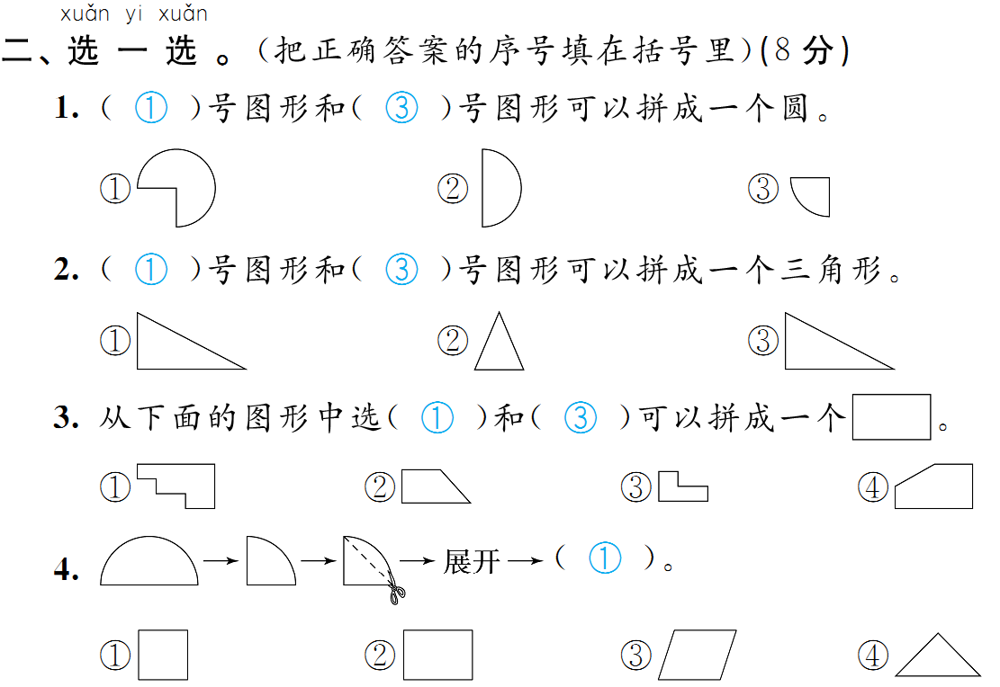 xuǎn yi xuǎn
二、选一选。(把正确答案的序号填在括号里)(8分)
1. ( ① )号图形和( ③ )号图形可以拼成一个圆。
① ② ③
2. ( ① )号图形和( ③ )号图形可以拼成一个三角形。
① ② ③
3. 从下面的图形中选( ① )和( ③ )可以拼成一个 。
① ② ③ ④
4. 展开 ( ① )。
① ② ③ ④